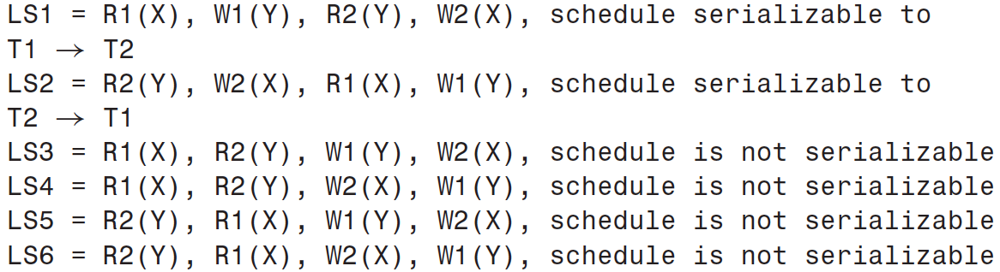 LS1 = R1(X), W1(Y), R2(Y), W2(X), schedule serializable to
T1 → T2
LS2 = R2(Y), W2(X), R1(X), W1(Y), schedule serializable to
T2 → T1
LS3 = R1(X), R2(Y), W1(Y), W2(X), schedule is not serializable
LS4 = R1(X), R2(Y), W2(X), W1(Y), schedule is not serializable
LS5 = R2(Y), R1(X), W1(Y), W2(X), schedule is not serializable
LS6 = R2(Y), R1(X), W2(X), W1(Y), schedule is not serializable